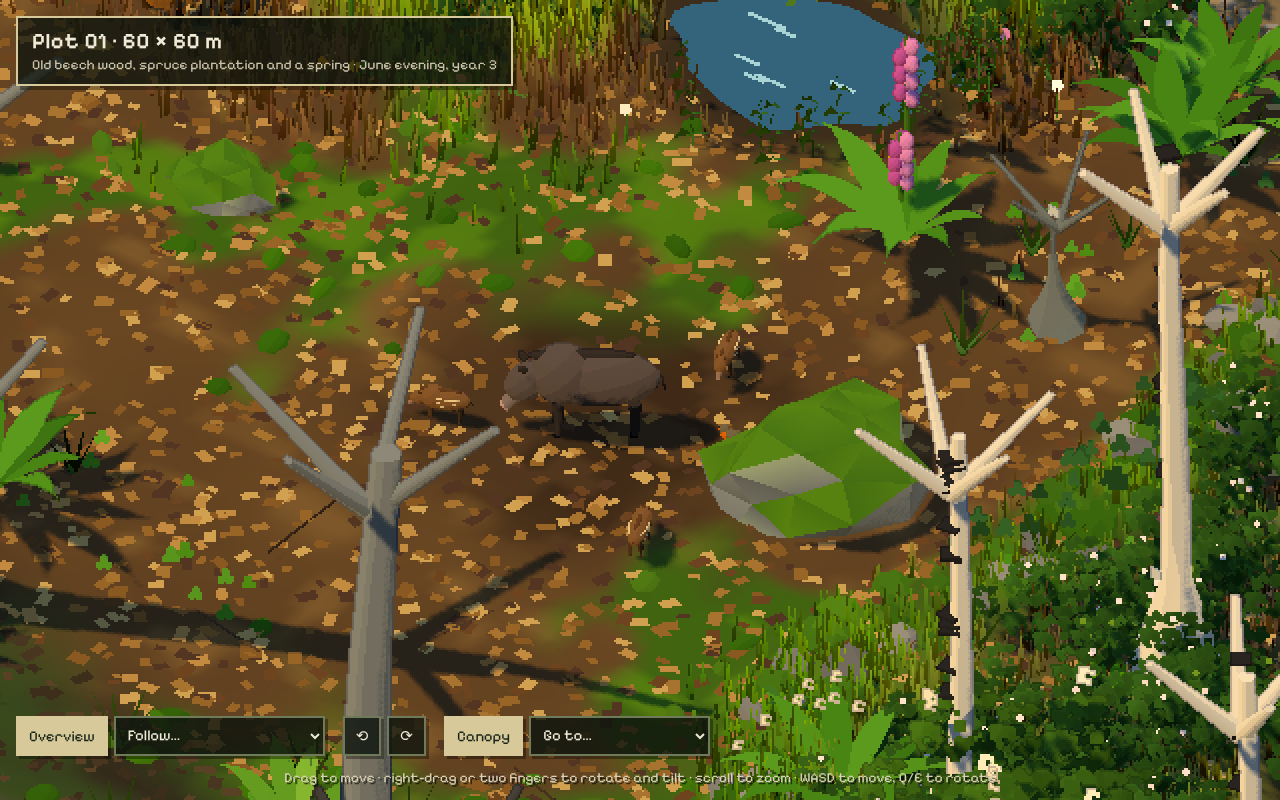 Plot 01 · 60 × 60 m
Old beech wood, spruce plantation and a spring · June evening, year 3
Overview
Follow...
⟲
⟳
Canopy
Go to...
Drag to move · right-drag or two fingers to rotate and tilt · scroll to zoom · WASD to move, Q/E to rotate